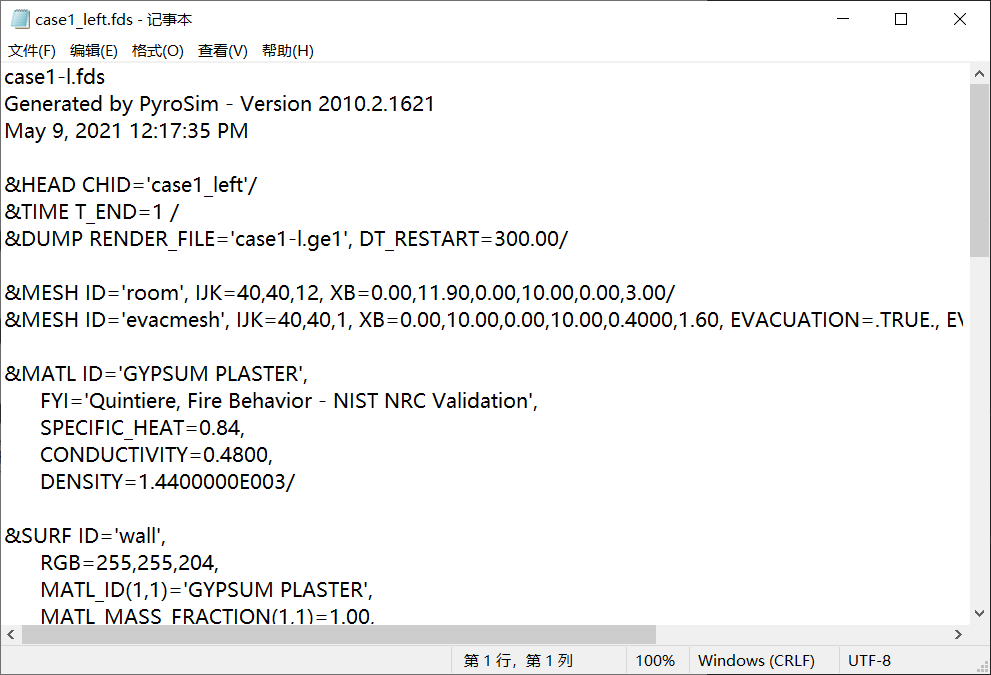 case1_left.fds - 记事本
文件(F) 编辑(E) 格式(O) 查看(V) 帮助(H)
case1-l.fds
Generated by PyroSim - Version 2010.2.1621
May 9, 2021 12:17:35 PM
&HEAD CHID='case1_left'/
&TIME T_END=1 /
&DUMP RENDER_FILE='case1-l.ge1', DT_RESTART=300.00/
&MESH ID='room', IJK=40,40,12, XB=0.00,11.90,0.00,10.00,0.00,3.00/
&MESH ID='evacmesh', IJK=40,40,1, XB=0.00,10.00,0.00,10.00,0.4000,1.60, EVACUATION=.TRUE., EV
&MATL ID='GYPSUM PLASTER',
FYI='Quintiere, Fire Behavior - NIST NRC Validation',
SPECIFIC_HEAT=0.84,
CONDUCTIVITY=0.4800,
DENSITY=1.4400000E003/
&SURF ID='wall',
RGB=255,255,204,
MATL_ID(1,1)='GYPSUM PLASTER',
MATL_MASS_FRACTION(1,1)=1.00,
第 1 行，第 1 列 100% Windows (CRLF) UTF-8